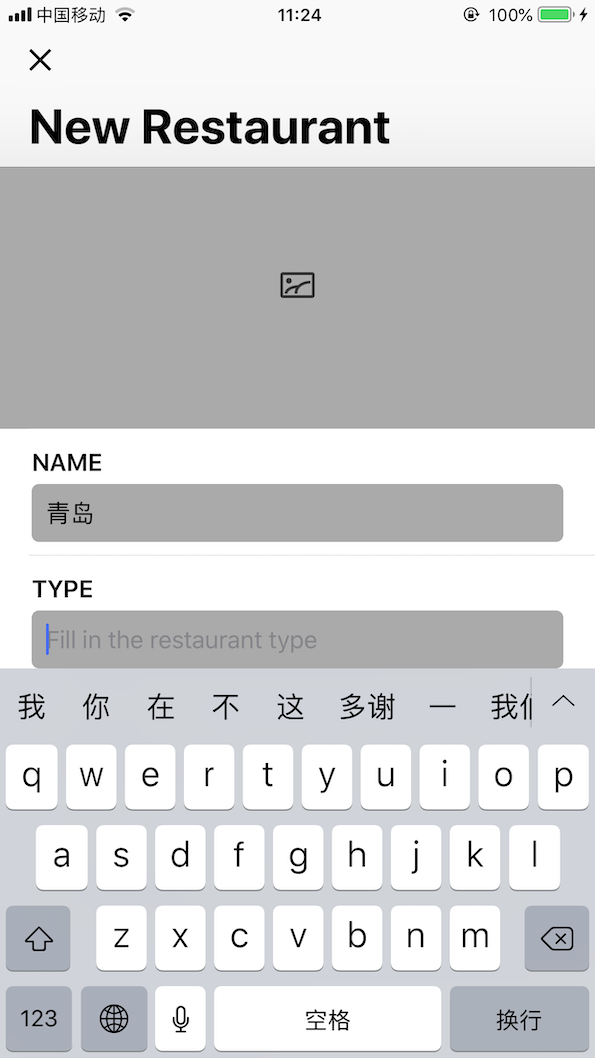 中国移动 11:24 100%
New Restaurant
NAME
青岛
TYPE
Fill in the restaurant type
我 你 在 不 这 多谢 一 我们
q w e r t y u i o p
a s d f g h j k l
z x c v b n m
123 空格 换行